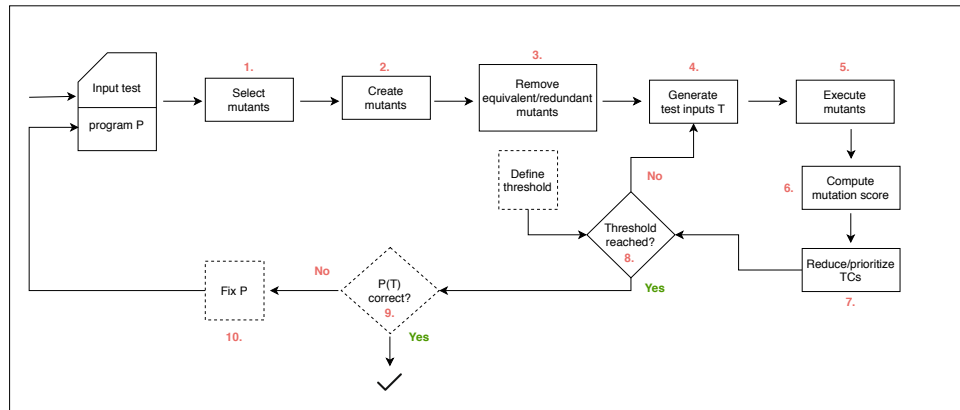 Input test
program P
1.
Select
mutants
2.
Create
mutants
3.
Remove
equivalent/redundant
mutants
4.
Generate
test inputs T
5.
Execute
mutants
6.
Compute
mutation score
7.
Reduce/prioritize
TCs
Define
threshold
Threshold
reached?
8.
No
Yes
P(T)
correct?
9.
No
Yes
Fix P
10.